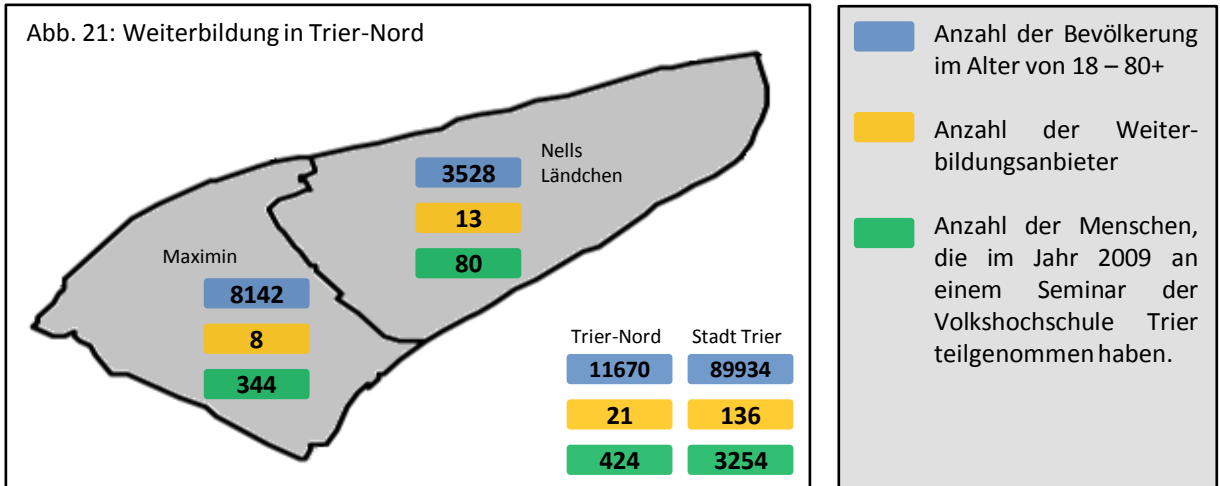 Abb. 21: Weiterbildung in Trier-Nord
Nells
Ländchen
3528
13
80
Maximin
8142
8
344
Trier-Nord Stadt Trier
11670 89934
21 136
424 3254
Anzahl der Bevölkerung
im Alter von 18 – 80+
Anzahl der Weiter-
bildungsanbieter
Anzahl der Menschen,
die im Jahr 2009 an
einem Seminar der
Volkshochschule Trier
teilgenommen haben.